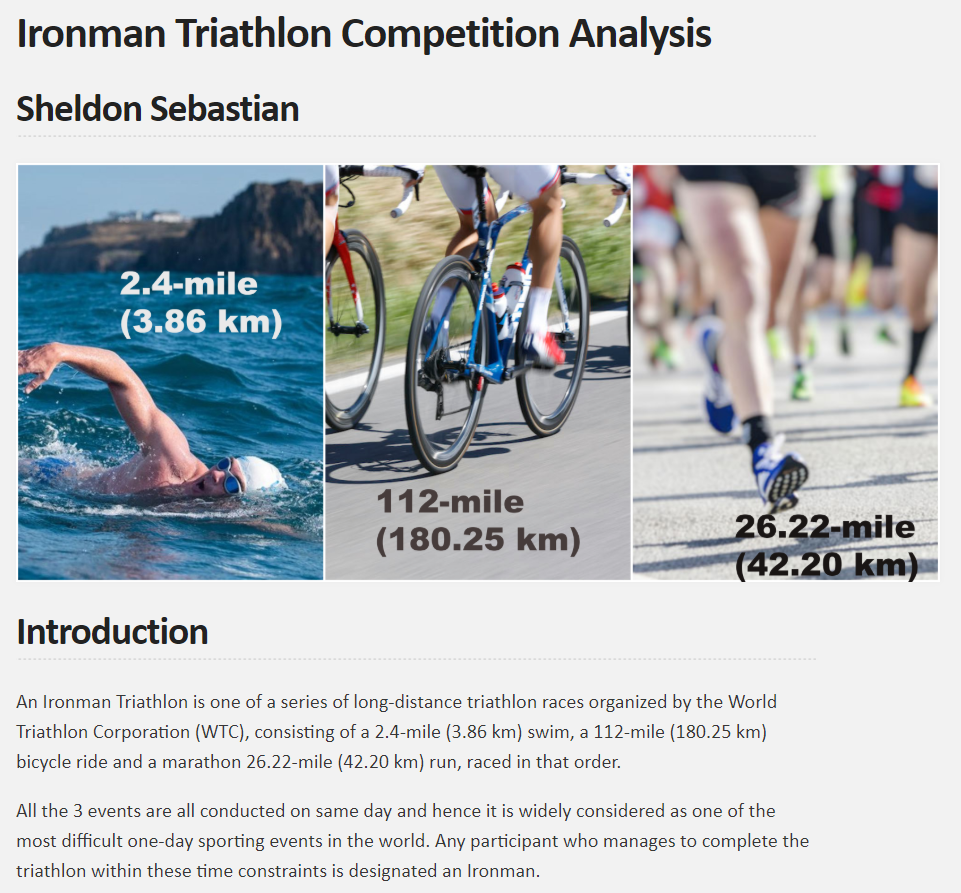 Ironman Triathlon Competition Analysis
Sheldon Sebastian
2.4-mile
(3.86 km)
112-mile
(180.25 km)
26.22-mile
(42.20 km)
Introduction
An Ironman Triathlon is one of a series of long-distance triathlon races organized by the World
Triathlon Corporation (WTC), consisting of a 2.4-mile (3.86 km) swim, a 112-mile (180.25 km)
bicycle ride and a marathon 26.22-mile (42.20 km) run, raced in that order.
All the 3 events are all conducted on same day and hence it is widely considered as one of the
most difficult one-day sporting events in the world. Any participant who manages to complete the
triathlon within these time constraints is designated an Ironman.